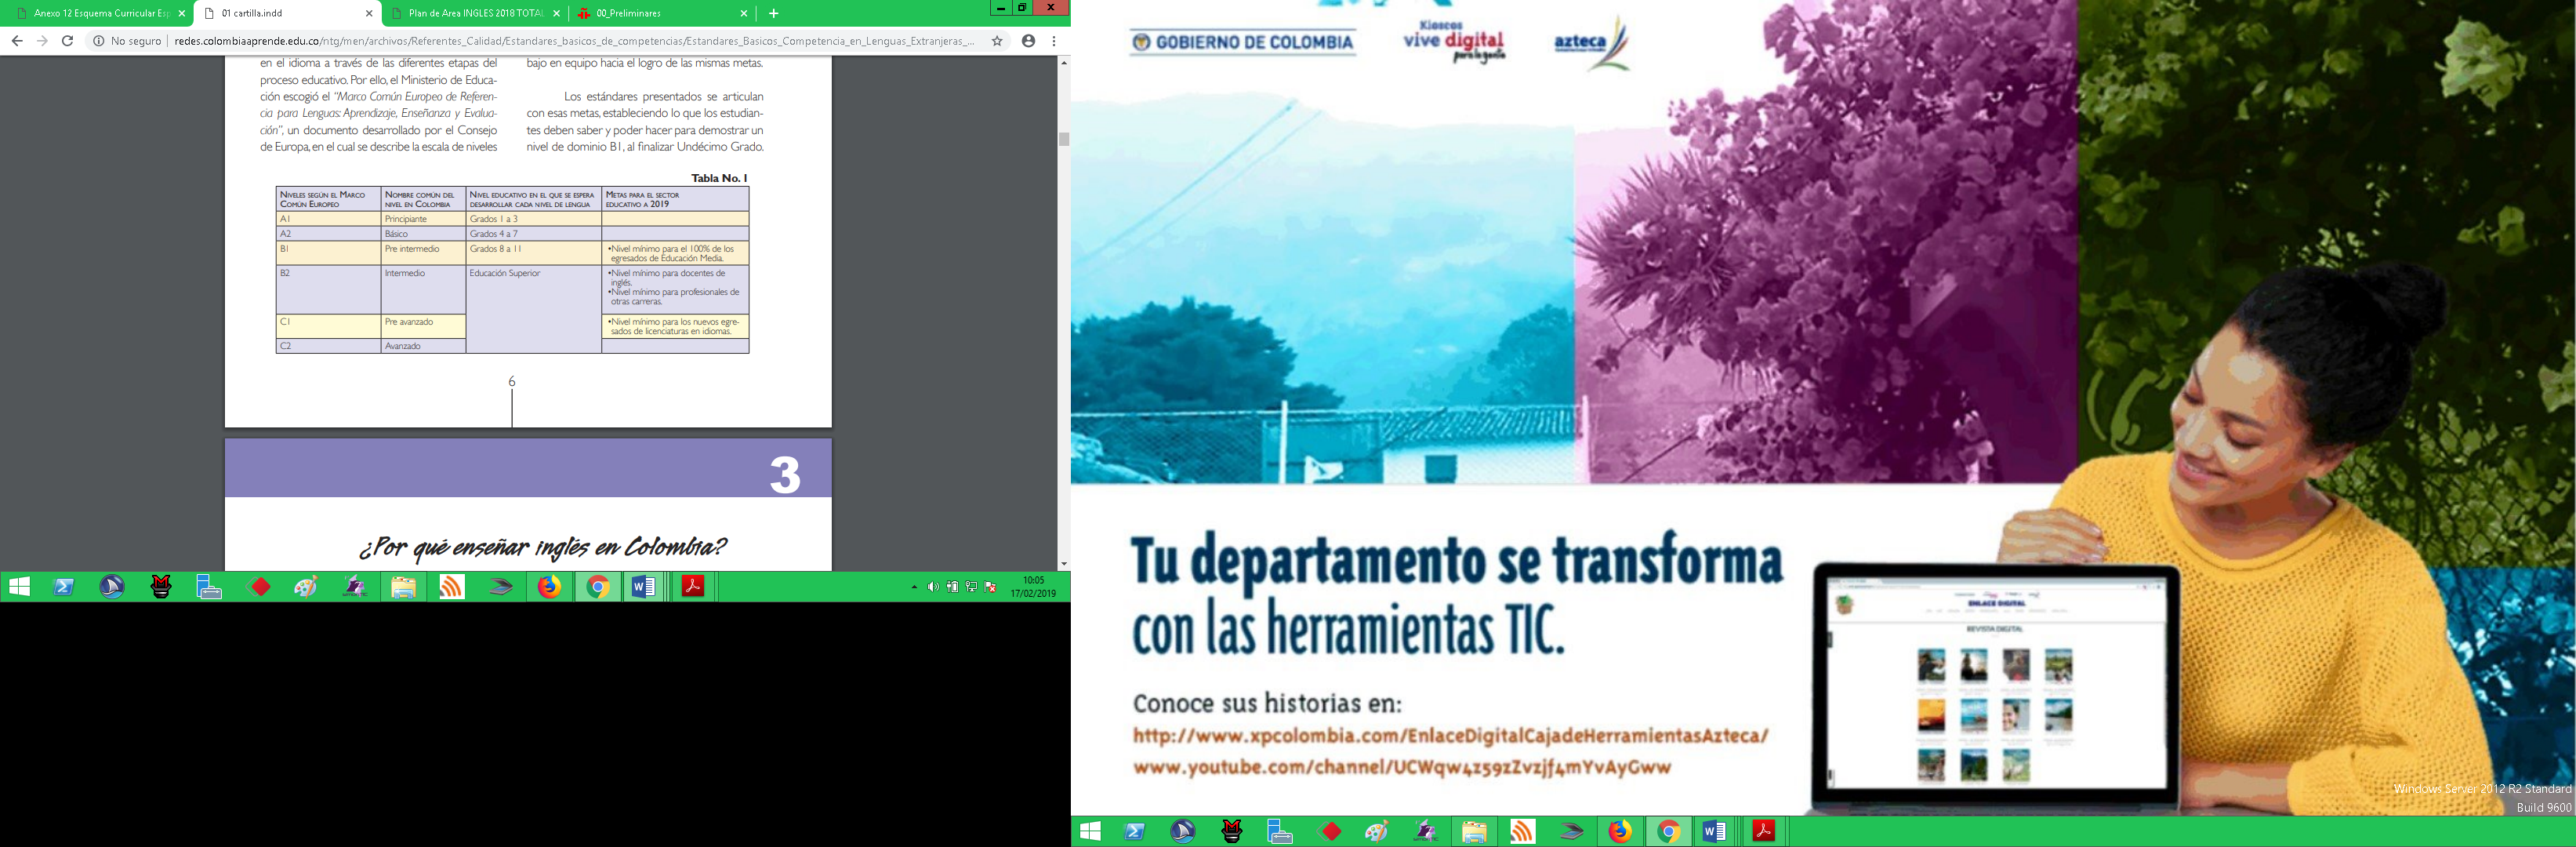 Anexo 12 Esquema Curricular Esp
01 cartilla.indd
Plan de Area INGLES 2018 TOTAL
00_Preliminares
No seguro
redes.colombiaaprende.edu.co/ntg/men/archivos/Referentes_Calidad/Estandares_basicos_de_competencias/Estandares_Basicos_Competencia_en_Lenguas_Extranjeras_...
en el idioma a través de las diferentes etapas del
proceso educativo. Por ello, el Ministerio de Educa-
ción escogió el "Marco Común Europeo de Referen-
cia para Lenguas: Aprendizaje, Enseñanza y Evalua-
ción", un documento desarrollado por el Consejo
de Europa, en el cual se describe la escala de niveles
bajo en equipo hacia el logro de las mismas metas.
Los estándares presentados se articulan
con esas metas, estableciendo lo que los estudian-
tes deben saber y poder hacer para demostrar un
nivel de dominio B1, al finalizar Undécimo Grado.
Tabla No. 1
NIVELES SEGÚN EL MARCO
COMÚN EUROPEO
NOMBRE COMÚN DEL
NIVEL EN COLOMBIA
NIVEL EDUCATIVO EN EL QUE SE ESPERA
DESARROLLAR CADA NIVEL DE LENGUA
METAS PARA EL SECTOR
EDUCATIVO A 2019
A1
Principiante
Grados 1 a 3
A2
Básico
Grados 4 a 7
B1
Pre intermedio
Grados 8 a 11
•Nivel mínimo para el 100% de los
egresados de Educación Media.
B2
Intermedio
Educación Superior
•Nivel mínimo para docentes de
inglés.
•Nivel mínimo para profesionales de
otras carreras.
C1
Pre avanzado
•Nivel mínimo para los nuevos egre-
sados de licenciaturas en idiomas.
C2
Avanzado
6
3
¿Por qué enseñar inglés en Colombia?
10:05
17/02/2019
GOBIERNO DE COLOMBIA
Kioscos
vive digital
para la gente
azteca
Tu departamento se transforma
con las herramientas TIC.
Conoce sus historias en:
http://www.xpcolombia.com/EnlaceDigitalCajadeHerramientasAzteca/
www.youtube.com/channel/UCWqw4z59zZvzjf4mYvAyGww
ENLACE DIGITAL
REVISTA DIGITAL
Windows Server 2012 R2 Standard
Build 9600